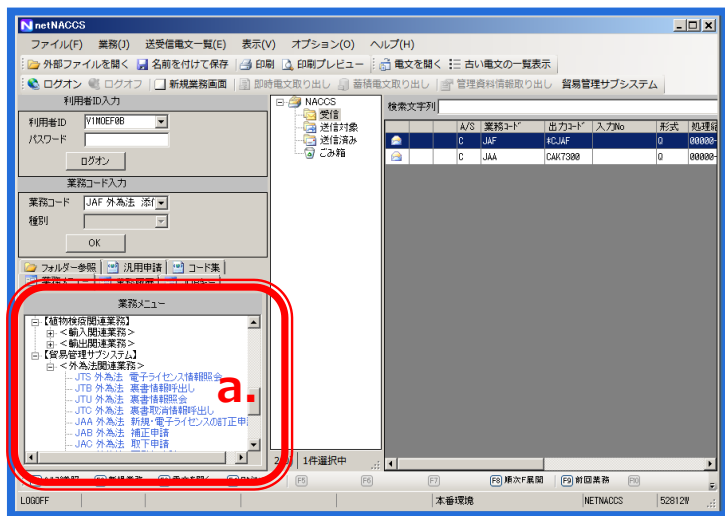 netNACCS
ファイル(F) 業務(J) 送受信電文一覧(E) 表示(V) オプション(O) ヘルプ(H)
外部ファイルを開く 名前を付けて保存 印刷 印刷プレビュー 電文を開く 古い電文の一覧表示
ログオン ログオフ 新規業務画面 即時電文取り出し 蓄積電文取り出し 管理資料情報取り出し 貿易管理サブシステム
利用者ID入力
利用者ID V1MOEF0B
パスワード
ログオン
業務コード入力
業務コード JAF 外為法 添(
種別
OK
フォルダー参照 汎用申請 コード集
業務メニュー
【植物検疫関連業務】
<輸入関連業務>
<輸出関連業務>
【貿易管理サブシステム】
<外為法関連業務>
JTS 外為法 電子ライセンス情報照会
JTB 外為法 裏書情報呼出し
JTU 外為法 裏書情報照会
JTC 外為法 裏書取消情報呼出し
JAA 外為法 新規・電子ライセンスの訂正申
JAB 外為法 補正申請
JAC 外為法 取下申請
a.
NACCS
受信
送信対象
送信済み
ごみ箱
検索文字列
A/S 業務コード 出力コード 入力No 形式
C JAF *CJAF Q 00000-
C JAA CAK7300 Q 00000-
1件選択中
F5 F6 F7 F8 順次F展開 F9 前回業務 F10
LOGOFF 本番環境 NETNACCS 52812W